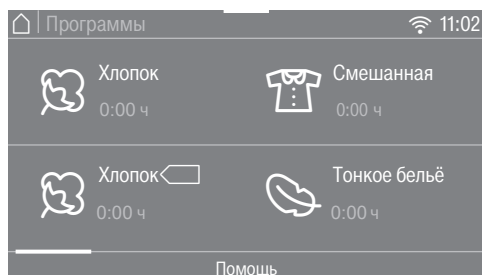 Программы 11:02
Хлопок
0:00 ч
Смешанная
0:00 ч
Хлопок
0:00 ч
Тонкое бельё
0:00 ч
Помощь